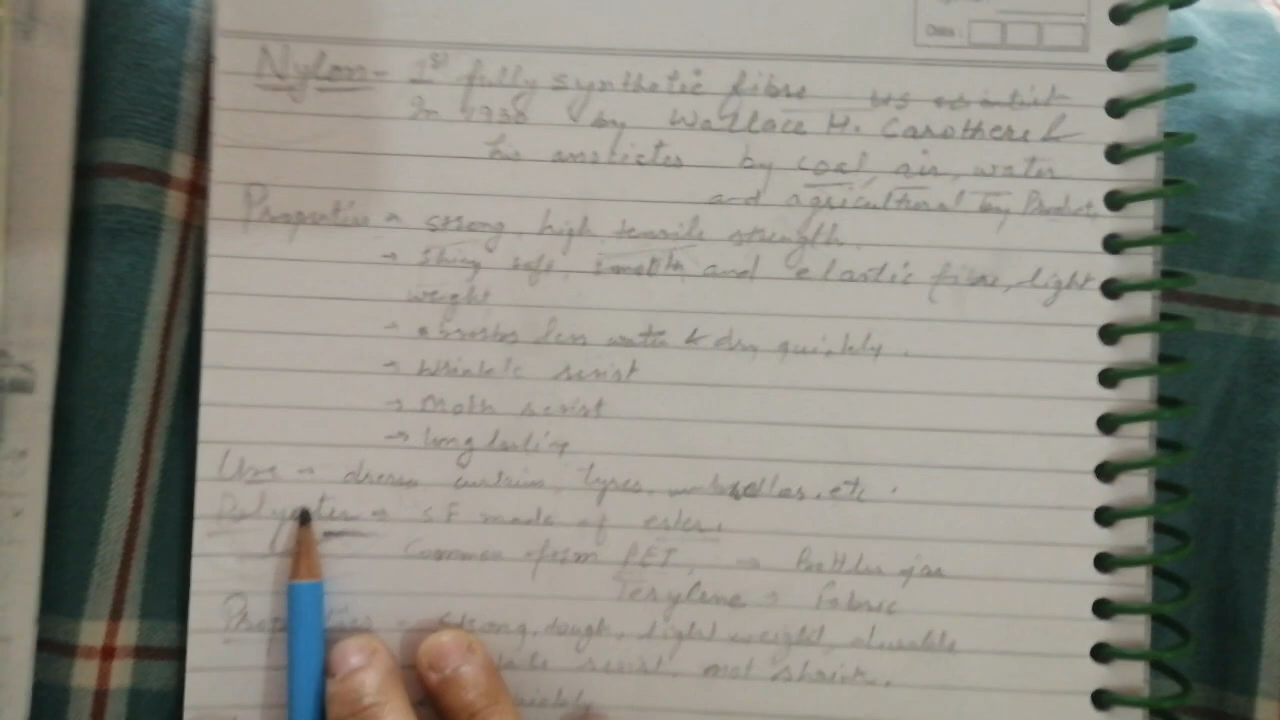 Date :
Nylon - 1st fully synthetic fibre US
In 1938 by Wallace H. Carothers
by coal, air, water
and agricultural Product,
Properties → strong, high tensile strength
→ Shiny soft, smooth and elastic fibre, light
weight
→ absorbs less water & dry quickly .
→ resist
→ Moth resist
→ long lasting
Use → dresses curtains, tyres, umbrellas, etc .
Polyester → SF made of ester.
Common form PET, → Bottles jar
Terylene → Fabric
strong, tough, light weight, durable
resist, not shrink.